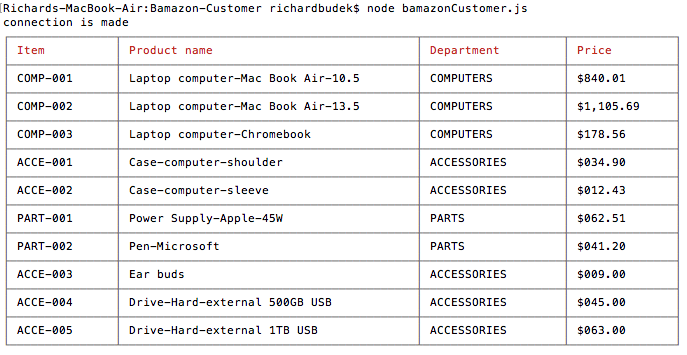 [Richards-MacBook-Air:Bamazon-Customer richardbudek$ node bamazonCustomer.js
connection is made
Item Product name Department Price
COMP-001 Laptop computer-Mac Book Air-10.5 COMPUTERS $840.01
COMP-002 Laptop computer-Mac Book Air-13.5 COMPUTERS $1,105.69
COMP-003 Laptop computer-Chromebook COMPUTERS $178.56
ACCE-001 Case-computer-shoulder ACCESSORIES $034.90
ACCE-002 Case-computer-sleeve ACCESSORIES $012.43
PART-001 Power Supply-Apple-45W PARTS $062.51
PART-002 Pen-Microsoft PARTS $041.20
ACCE-003 Ear buds ACCESSORIES $009.00
ACCE-004 Drive-Hard-external 500GB USB ACCESSORIES $045.00
ACCE-005 Drive-Hard-external 1TB USB ACCESSORIES $063.00